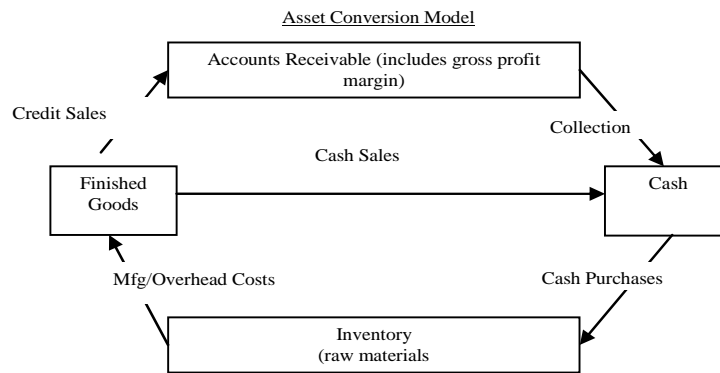 Asset Conversion Model
Accounts Receivable (includes gross profit
margin)
Credit Sales
Collection
Cash Sales
Finished
Goods
Cash
Mfg/Overhead Costs
Cash Purchases
Inventory
(raw materials